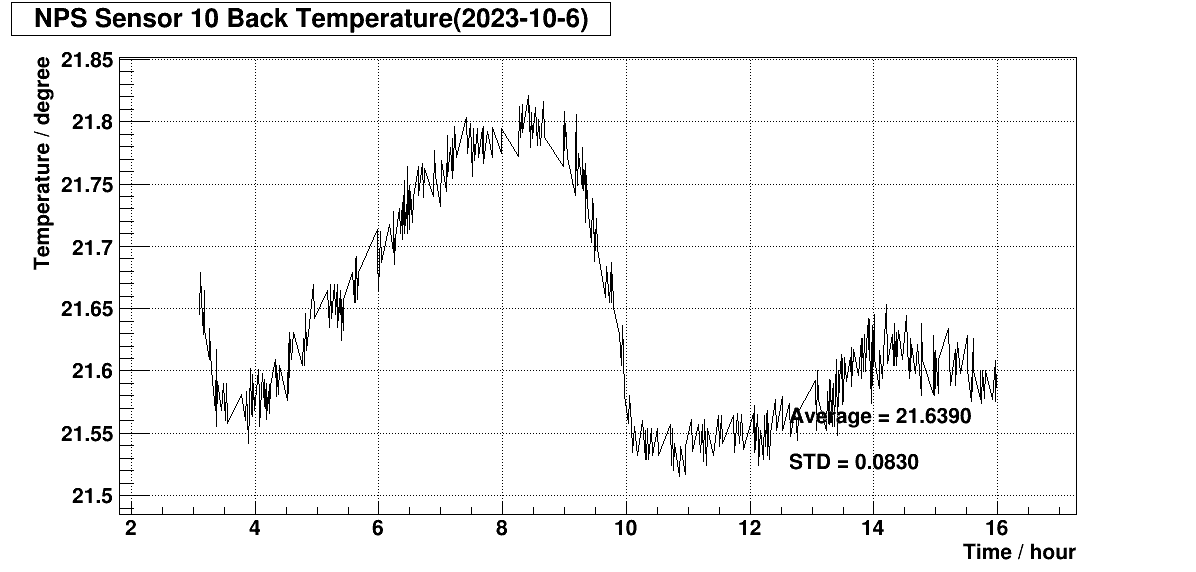 NPS Sensor 10 Back Temperature(2023-10-6)
Temperature / degree
21.85
21.8
21.75
21.7
21.65
21.6
21.55
21.5
Average = 21.6390
STD = 0.0830
2 4 6 8 10 12 14 16
Time / hour